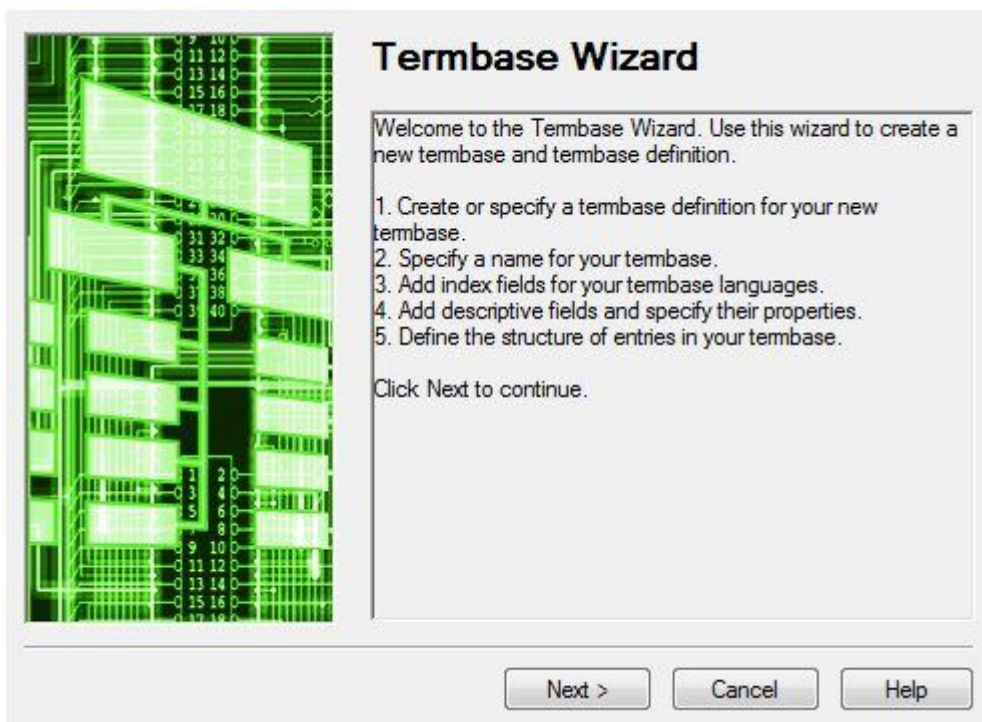 Termbase Wizard
Welcome to the Termbase Wizard. Use this wizard to create a
new termbase and termbase definition.
1. Create or specify a termbase definition for your new
termbase.
2. Specify a name for your termbase.
3. Add index fields for your termbase languages.
4. Add descriptive fields and specify their properties.
5. Define the structure of entries in your termbase.
Click Next to continue.
Next >
Cancel
Help